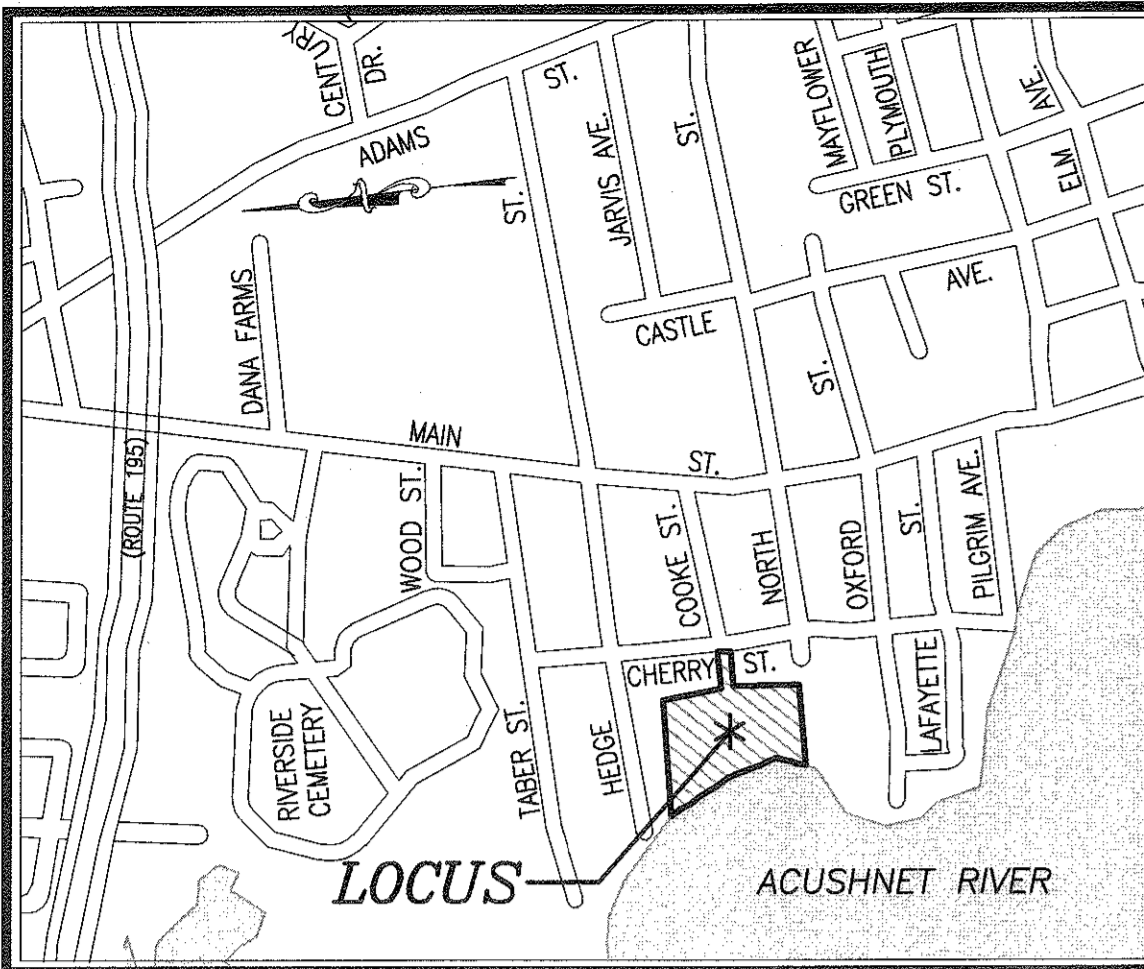 CENTURY
DR.
ADAMS
ST.
ST.
JARVIS AVE.
ST.
MAYFLOWER
PLYMOUTH
AVE.
ELM
GREEN ST.
CASTLE
AVE.
DANA FARMS
ST.
(ROUTE 195)
MAIN
ST.
WOOD ST.
COOKE ST.
NORTH
OXFORD
ST.
PILGRIM AVE.
CHERRY
ST.
LAFAYETTE
RIVERSIDE
CEMETERY
TABER ST.
HEDGE
LOCUS
ACUSHNET RIVER